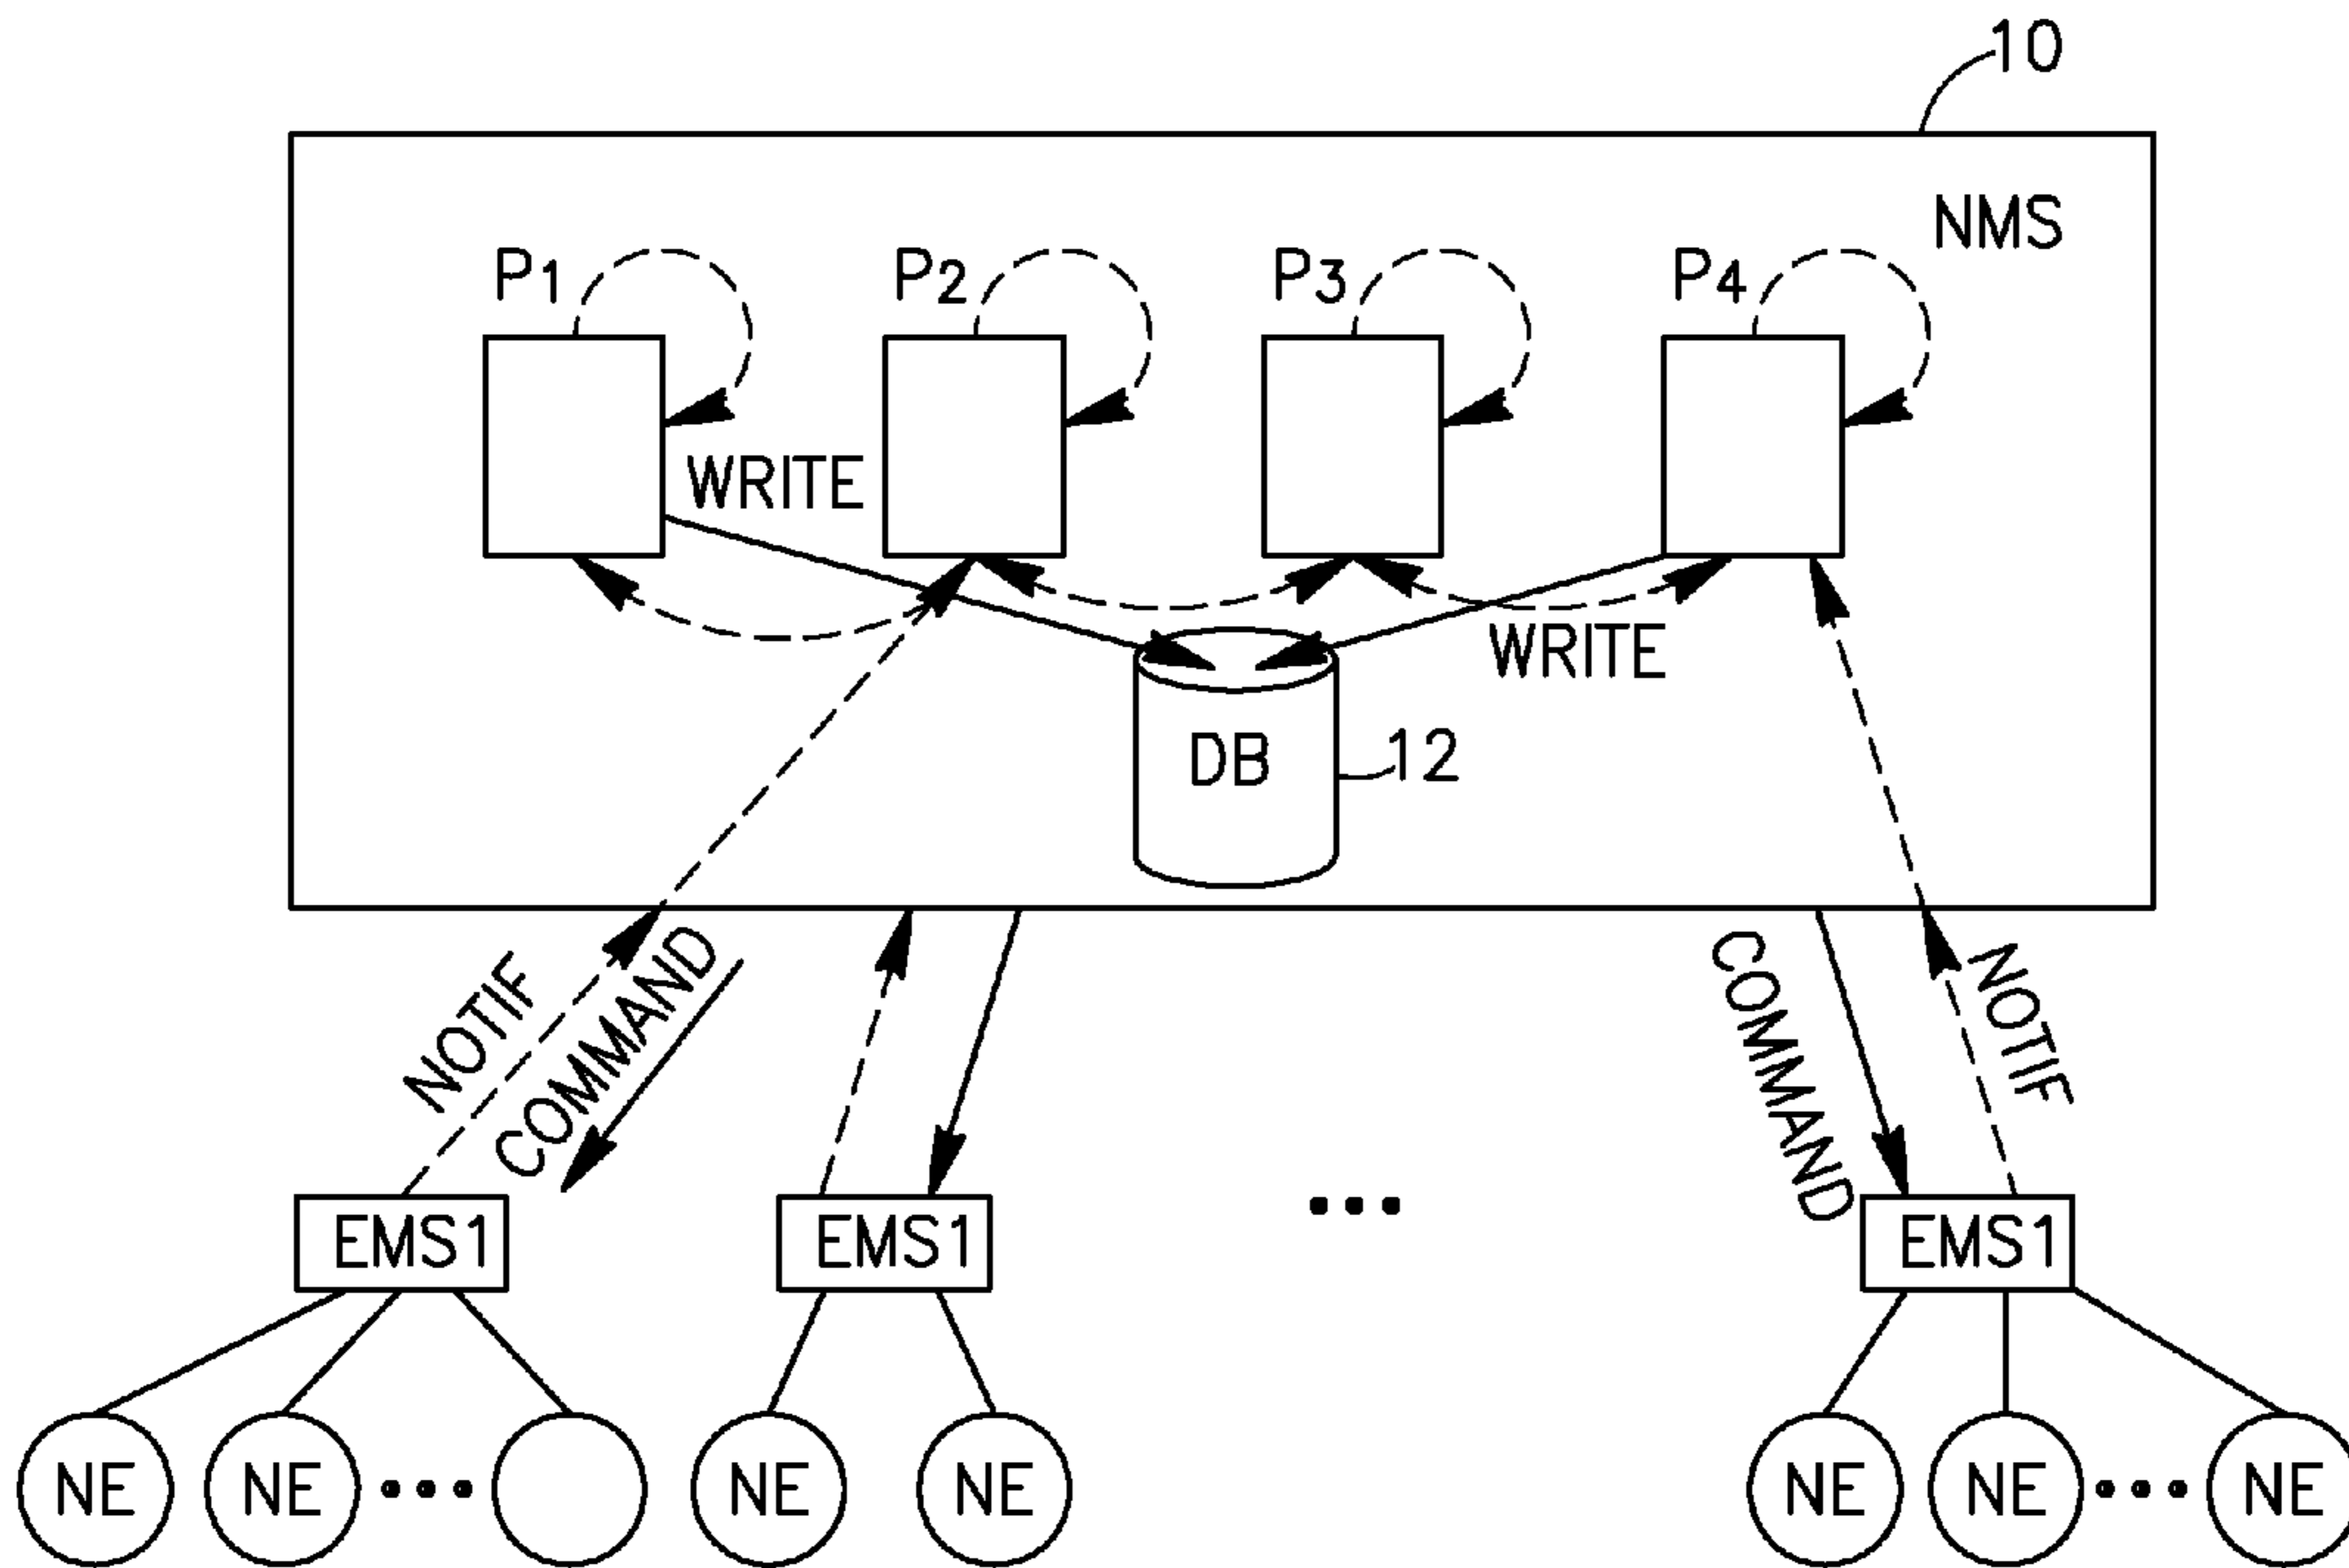 10
NMS
P1 P2 P3 P4
WRITE
WRITE
DB
12
NOTIF
COMMAND
COMMAND
NOTIF
EMS1 EMS1 EMS1
NE NE NE NE NE NE NE